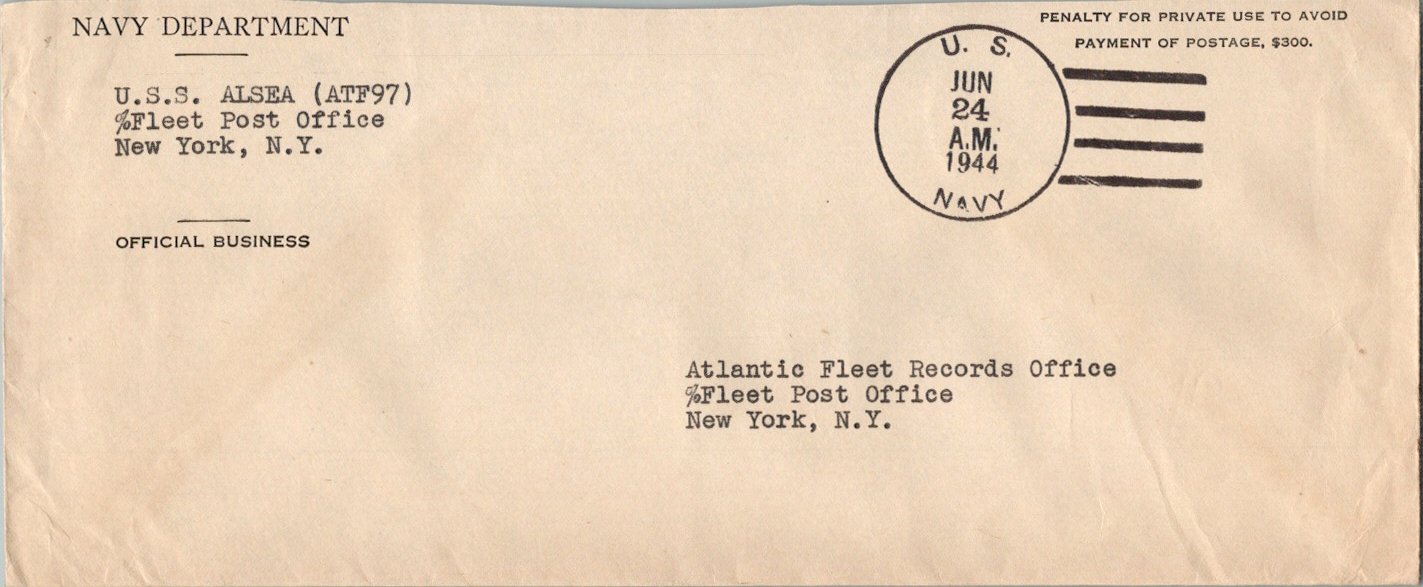 NAVY DEPARTMENT
U.S.S. ALSEA (ATF97)
%Fleet Post Office
New York, N.Y.
OFFICIAL BUSINESS
PENALTY FOR PRIVATE USE TO AVOID
PAYMENT OF POSTAGE, $300.
U. S.
JUN
24
A.M.
1944
NAVY
Atlantic Fleet Records Office
%Fleet Post Office
New York, N.Y.